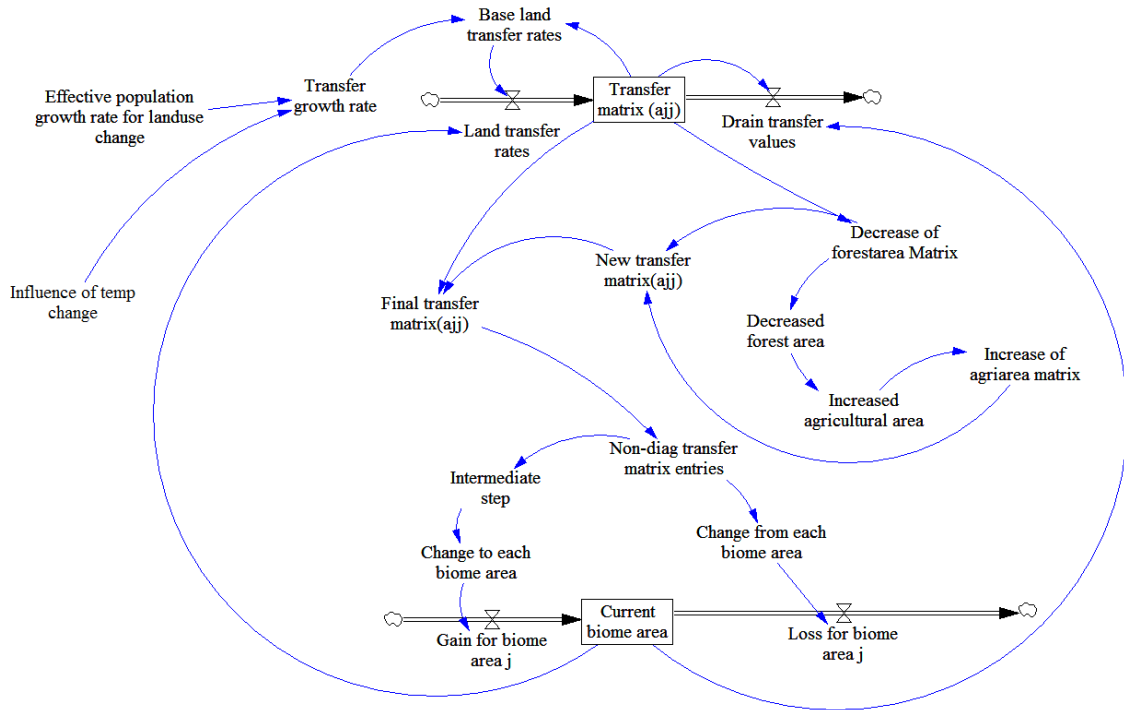 Base land
transfer rates
Transfer
growth rate
Effective population
growth rate for landuse
change
Transfer
matrix (ajj)
Land transfer
rates
Drain transfer
values
Decrease of
forestarea Matrix
New transfer
matrix(ajj)
Influence of temp
change
Final transfer
matrix(ajj)
Decreased
forest area
Increase of
agriarea matrix
Increased
agricultural area
Non-diag transfer
matrix entries
Intermediate
step
Change from each
biome area
Change to each
biome area
Current
biome area
Gain for biome
area j
Loss for biome
area j